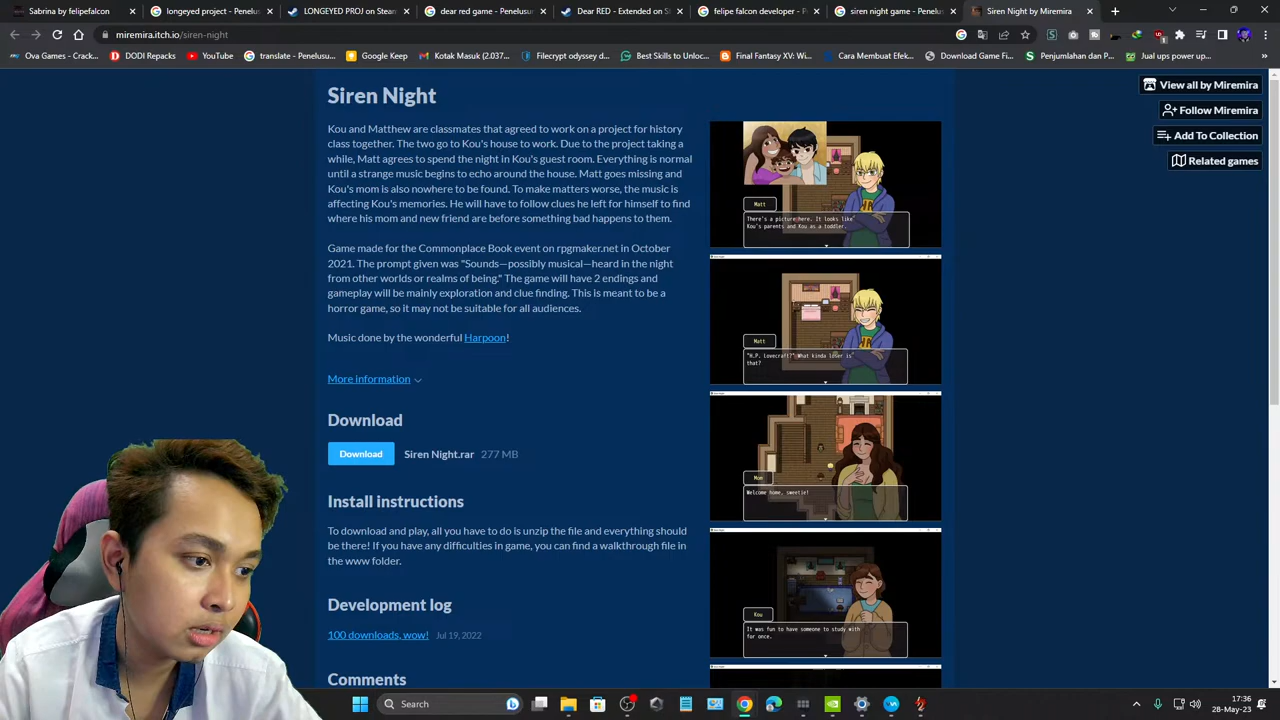 Sabrina by felipefalcon
longeyed project - Penelusu
LONGEYED PROJ on Steam
dear red game - Penelusu
Dear RED - Extended on St
felipe falcon developer - P
siren night game - Penelusu
Siren Night by Miremira
miremira.itch.io/siren-night
Ova Games - Crack...
DODI Repacks
YouTube
translate - Penelusu...
Google Keep
Kotak Masuk (2.037...
Filecrypt odyssey d...
Best Skills to Unloc...
Final Fantasy XV: Wi...
Cara Membuat Efek...
Download Game Fi...
Penjumlahan dan P...
Jual ups power |...
Siren Night
Kou and Matthew are classmates that agreed to work on a project for history
class together. The two go to Kou's house to work. Due to the project taking a
while, Matt agrees to spend the night in Kou's guest room. Everything is normal
until a strange music begins to echo around the house. Matt goes missing and
Kou's mom is also nowhere to be found. To make matters worse, the music is
affecting Kou's memories. He will have to follow clues he left for himself to find
where his mom and new friend are before something bad happens to them.
Game made for the Commonplace Book event on rpgmaker.net in October
2021. The prompt given was "Sounds—possibly musical—heard in the night
from other worlds or realms of being." The game will have 2 endings and
gameplay will be mainly exploration and clue finding. This is meant to be a
horror game, so it may not be suitable for all audiences.
Music done by the wonderful Harpoon!
More information
Download
Download Siren Night.rar 277 MB
Install instructions
To download and play, all you have to do is unzip the file and everything should
be there! If you have any difficulties in game, you can find a walkthrough file in
the www folder.
Development log
100 downloads, wow! Jul 19, 2022
Comments
Matt
There's a picture here. It looks like
Kou's parents and Kou as a toddler.
Matt
"H.P. Lovecraft?" What kinda loser is
that?
Mom
Welcome home, sweetie!
Kou
It was fun to have someone to study with
for once.
View all by Miremira
Follow Miremira
Add To Collection
Related games
Search
17:36
28-May-23